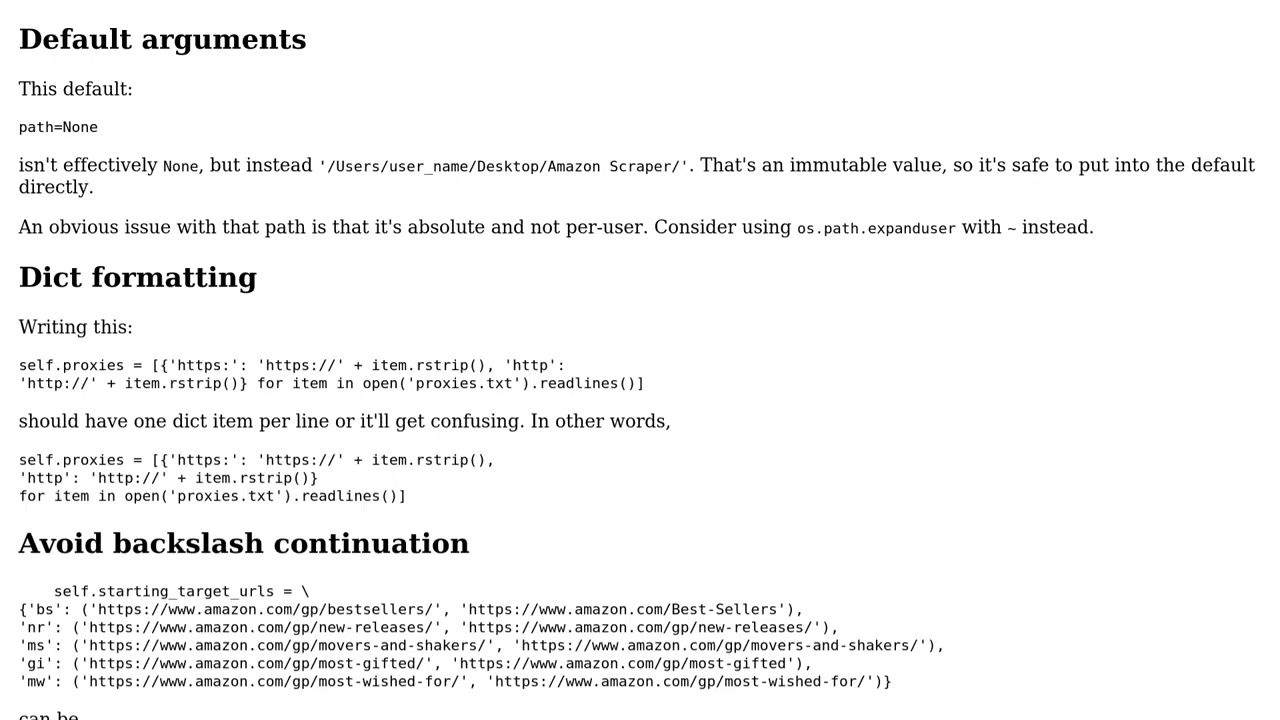 Default arguments
This default:
path=None
isn't effectively None, but instead '/Users/user_name/Desktop/Amazon Scraper/'. That's an immutable value, so it's safe to put into the default
directly.
An obvious issue with that path is that it's absolute and not per-user. Consider using os.path.expanduser with ~ instead.
Dict formatting
Writing this:
self.proxies = [{'https:': 'https://' + item.rstrip(), 'http':
'http://' + item.rstrip()} for item in open('proxies.txt').readlines()]
should have one dict item per line or it'll get confusing. In other words,
self.proxies = [{'https:': 'https://' + item.rstrip(),
'http': 'http://' + item.rstrip()}
for item in open('proxies.txt').readlines()]
Avoid backslash continuation
    self.starting_target_urls = \
{'bs': ('https://www.amazon.com/gp/bestsellers/', 'https://www.amazon.com/Best-Sellers'),
'nr': ('https://www.amazon.com/gp/new-releases/', 'https://www.amazon.com/gp/new-releases/'),
'ms': ('https://www.amazon.com/gp/movers-and-shakers/', 'https://www.amazon.com/gp/movers-and-shakers/'),
'gi': ('https://www.amazon.com/gp/most-gifted/', 'https://www.amazon.com/gp/most-gifted'),
'mw': ('https://www.amazon.com/gp/most-wished-for/', 'https://www.amazon.com/gp/most-wished-for/')}
can be